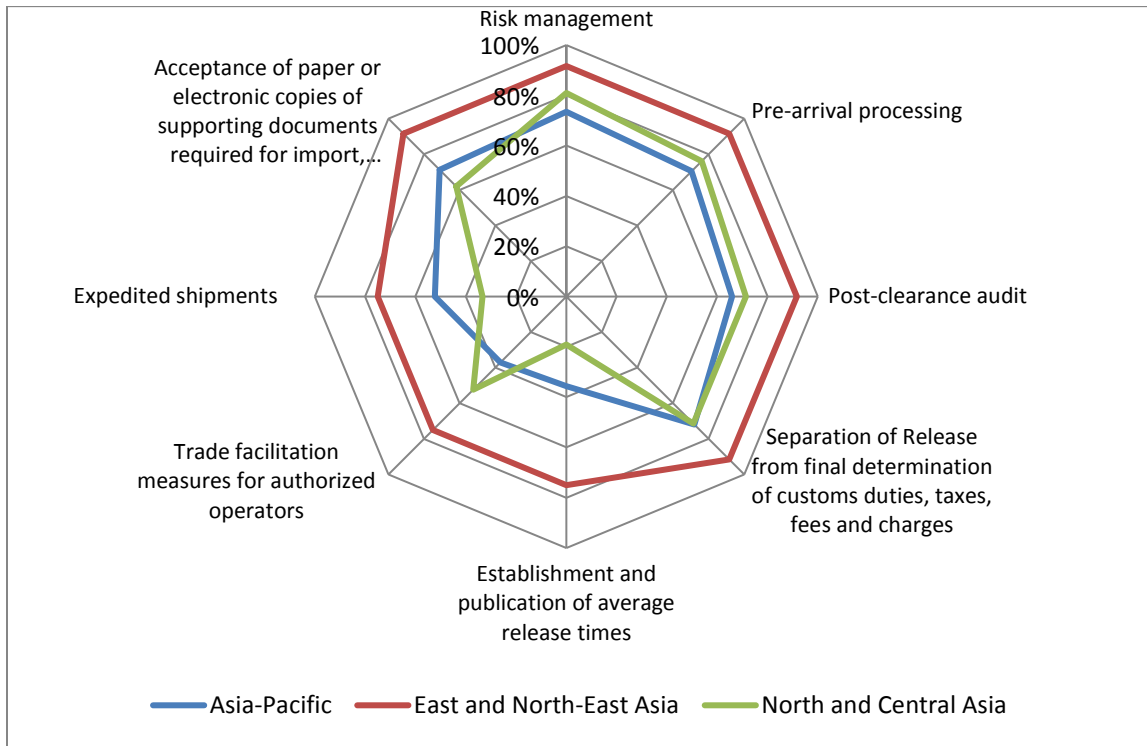 Risk management
100%
80%
60%
40%
20%
0%
Pre-arrival processing
Post-clearance audit
Separation of Release
from final determination
of customs duties, taxes,
fees and charges
Establishment and
publication of average
release times
Trade facilitation
measures for authorized
operators
Expedited shipments
Acceptance of paper or
electronic copies of
supporting documents
required for import,...
Asia-Pacific
East and North-East Asia
North and Central Asia